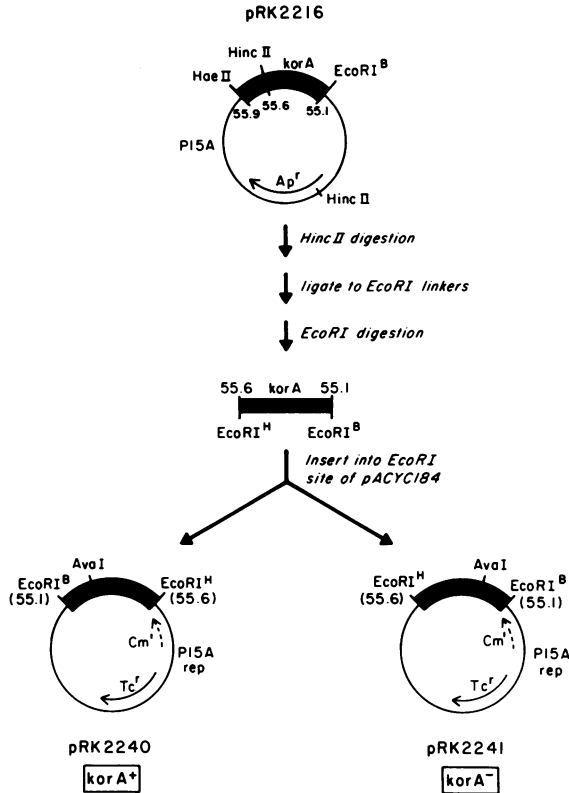 pRK2216
Hinc II
korA
EcoRI^B
Hae II
55.9
55.6
55.1
P15A
Ap^r
Hinc II
Hinc II digestion
ligate to EcoRI linkers
EcoRI digestion
55.6 korA 55.1
EcoRI^H EcoRI^B
Insert into EcoRI
site of pACYC184
AvaI
EcoRI^B
(55.1)
EcoRI^H
(55.6)
Cm'
P15A
rep
Tc^r
pRK2240
korA+
AvaI
EcoRI^H
(55.6)
EcoRI^B
(55.1)
Cm'
P15A
rep
Tc^r
pRK2241
korA-